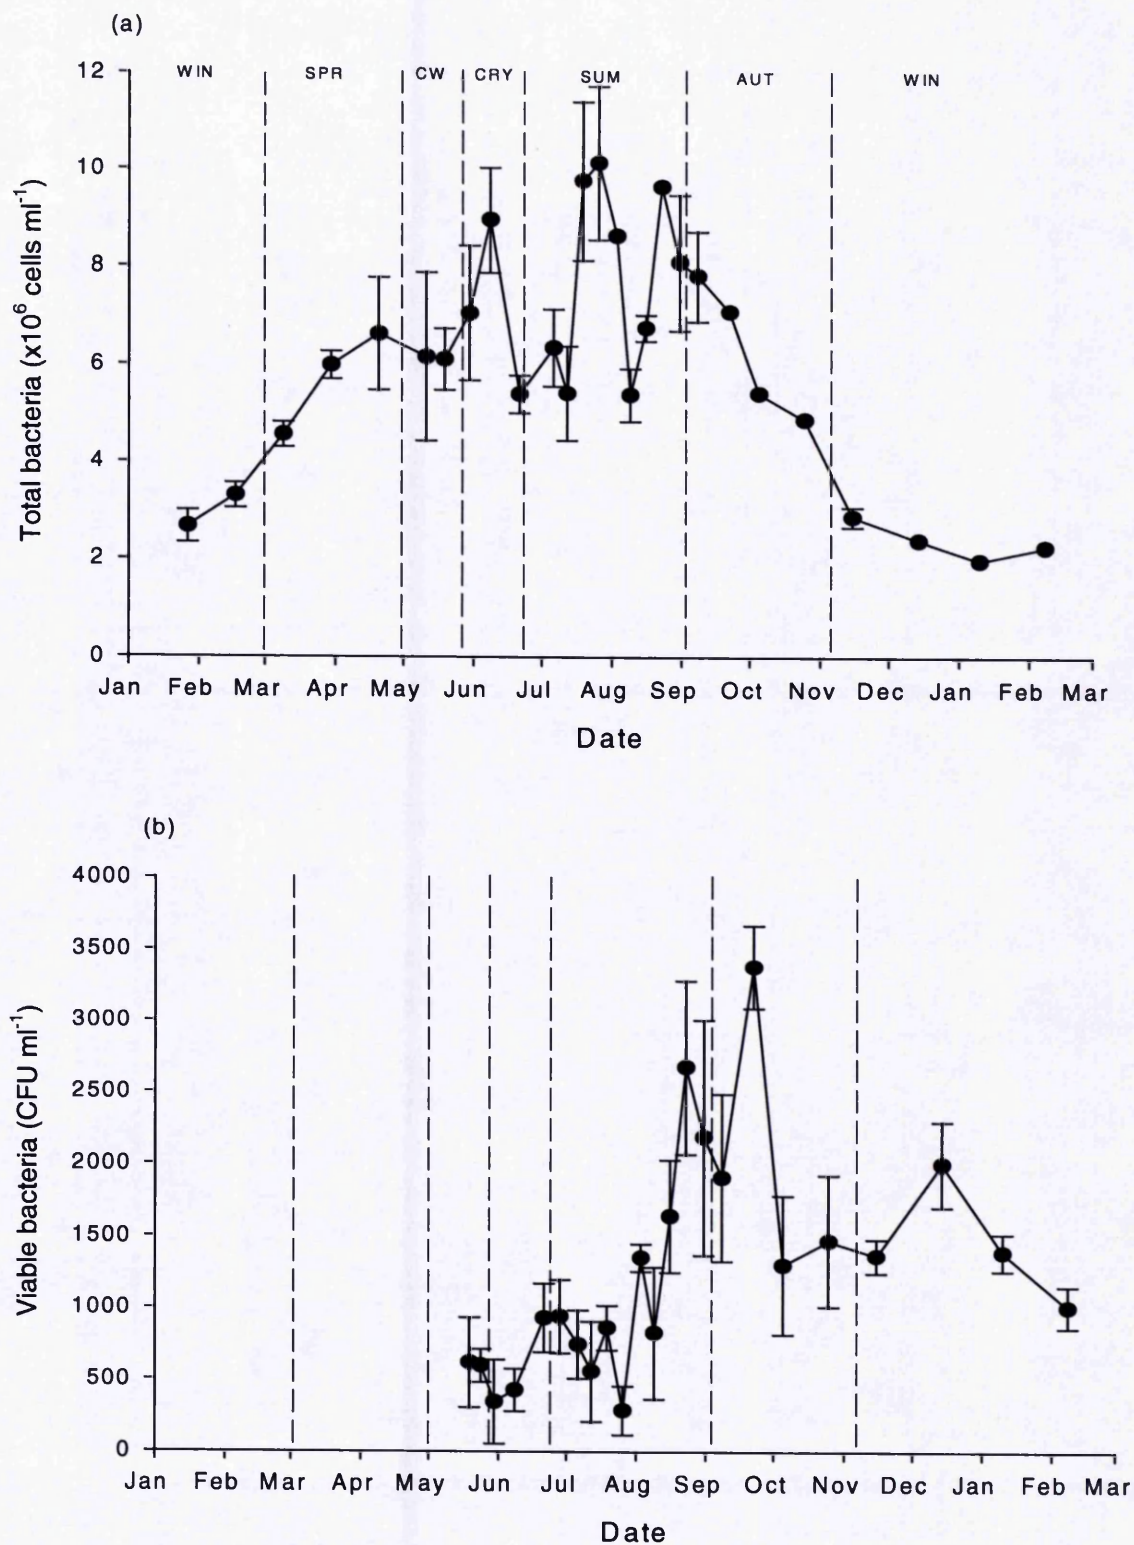 (a)
WIN SPR CW CRY SUM AUT WIN
12
10
8
6
4
2
0
Total bacteria (x10⁶ cells ml⁻¹)
Jan Feb Mar Apr May Jun Jul Aug Sep Oct Nov Dec Jan Feb Mar
Date
(b)
4000
3500
3000
2500
2000
1500
1000
500
0
Viable bacteria (CFU ml⁻¹)
Jan Feb Mar Apr May Jun Jul Aug Sep Oct Nov Dec Jan Feb Mar
Date